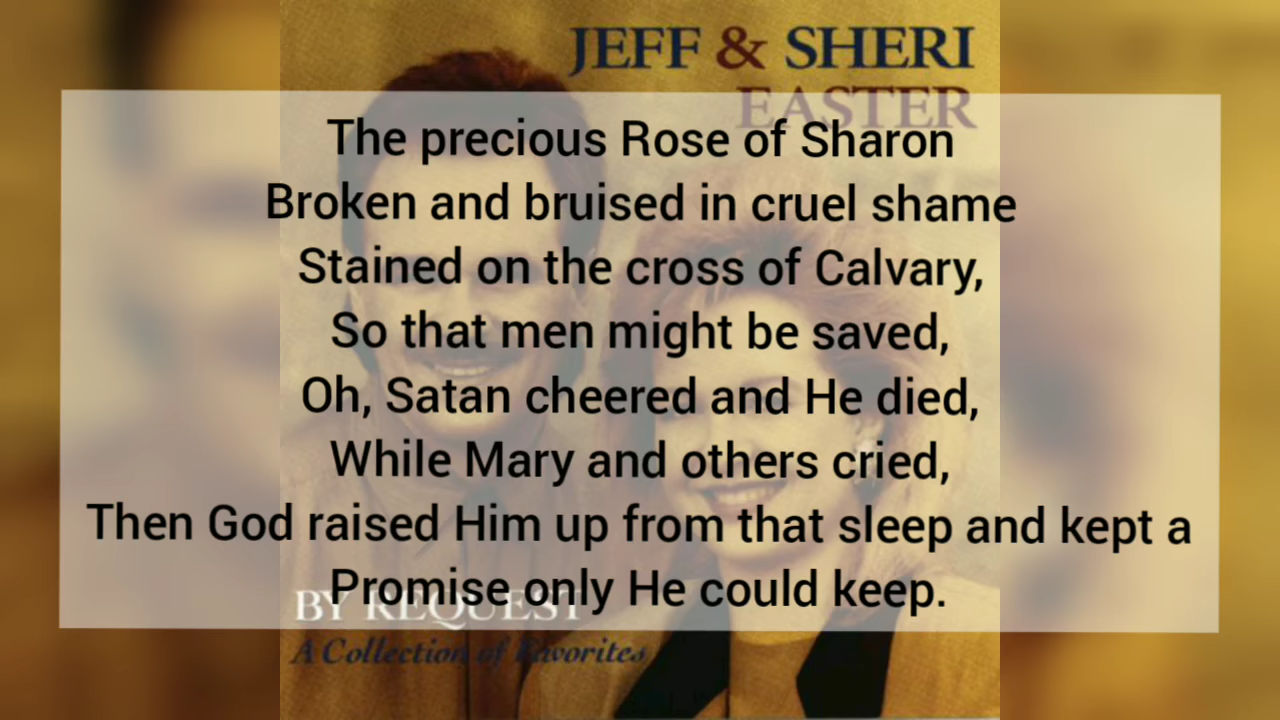 JEFF & SHERI
EASTER
The precious Rose of Sharon
Broken and bruised in cruel shame
Stained on the cross of Calvary,
So that men might be saved,
Oh, Satan cheered and He died,
While Mary and others cried,
Then God raised Him up from that sleep and kept a
Promise only He could keep.
BY REQUEST
A Collection of Favorites